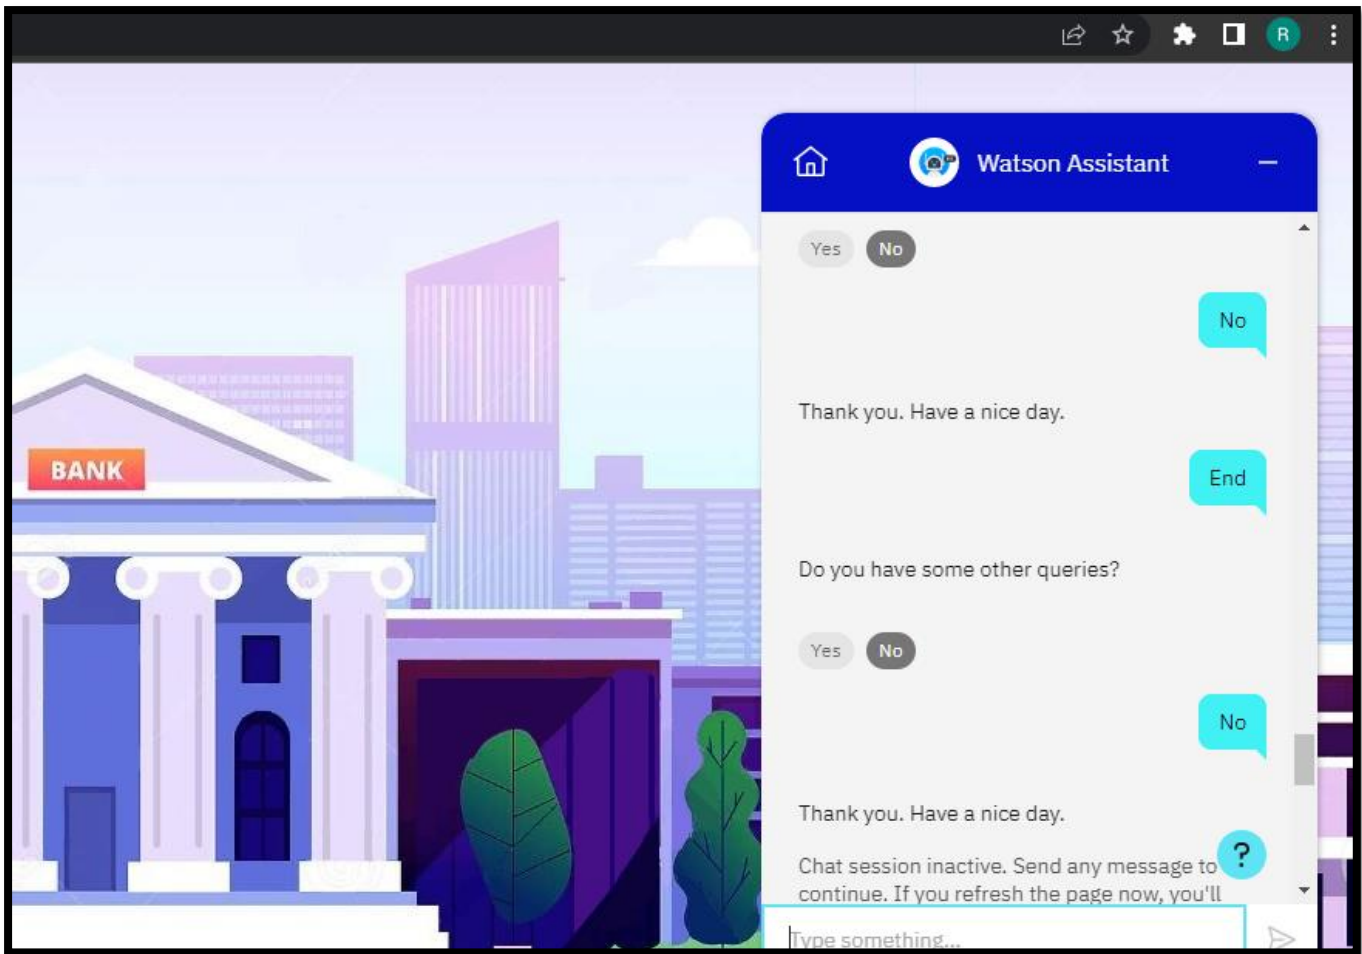 R
Watson Assistant
Yes No
No
Thank you. Have a nice day.
BANK
End
Do you have some other queries?
Yes No
No
Thank you. Have a nice day.
?
Chat session inactive. Send any message to
continue. If you refresh the page now, you'll
Type something...